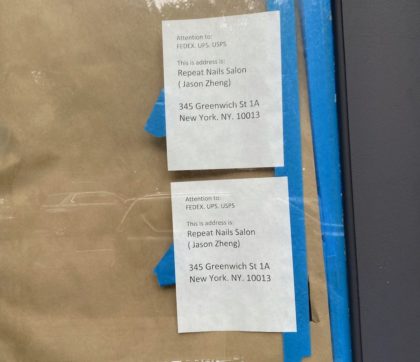 Attention to:
FEDEX. UPS. USPS
This is address is:
Repeat Nails Salon
( Jason Zheng)
345 Greenwich St 1A
New York, NY. 10013
Attention to:
FEDEX. UPS. USPS
This is address is:
Repeat Nails Salon
( Jason Zheng)
345 Greenwich St 1A
New York, NY. 10013